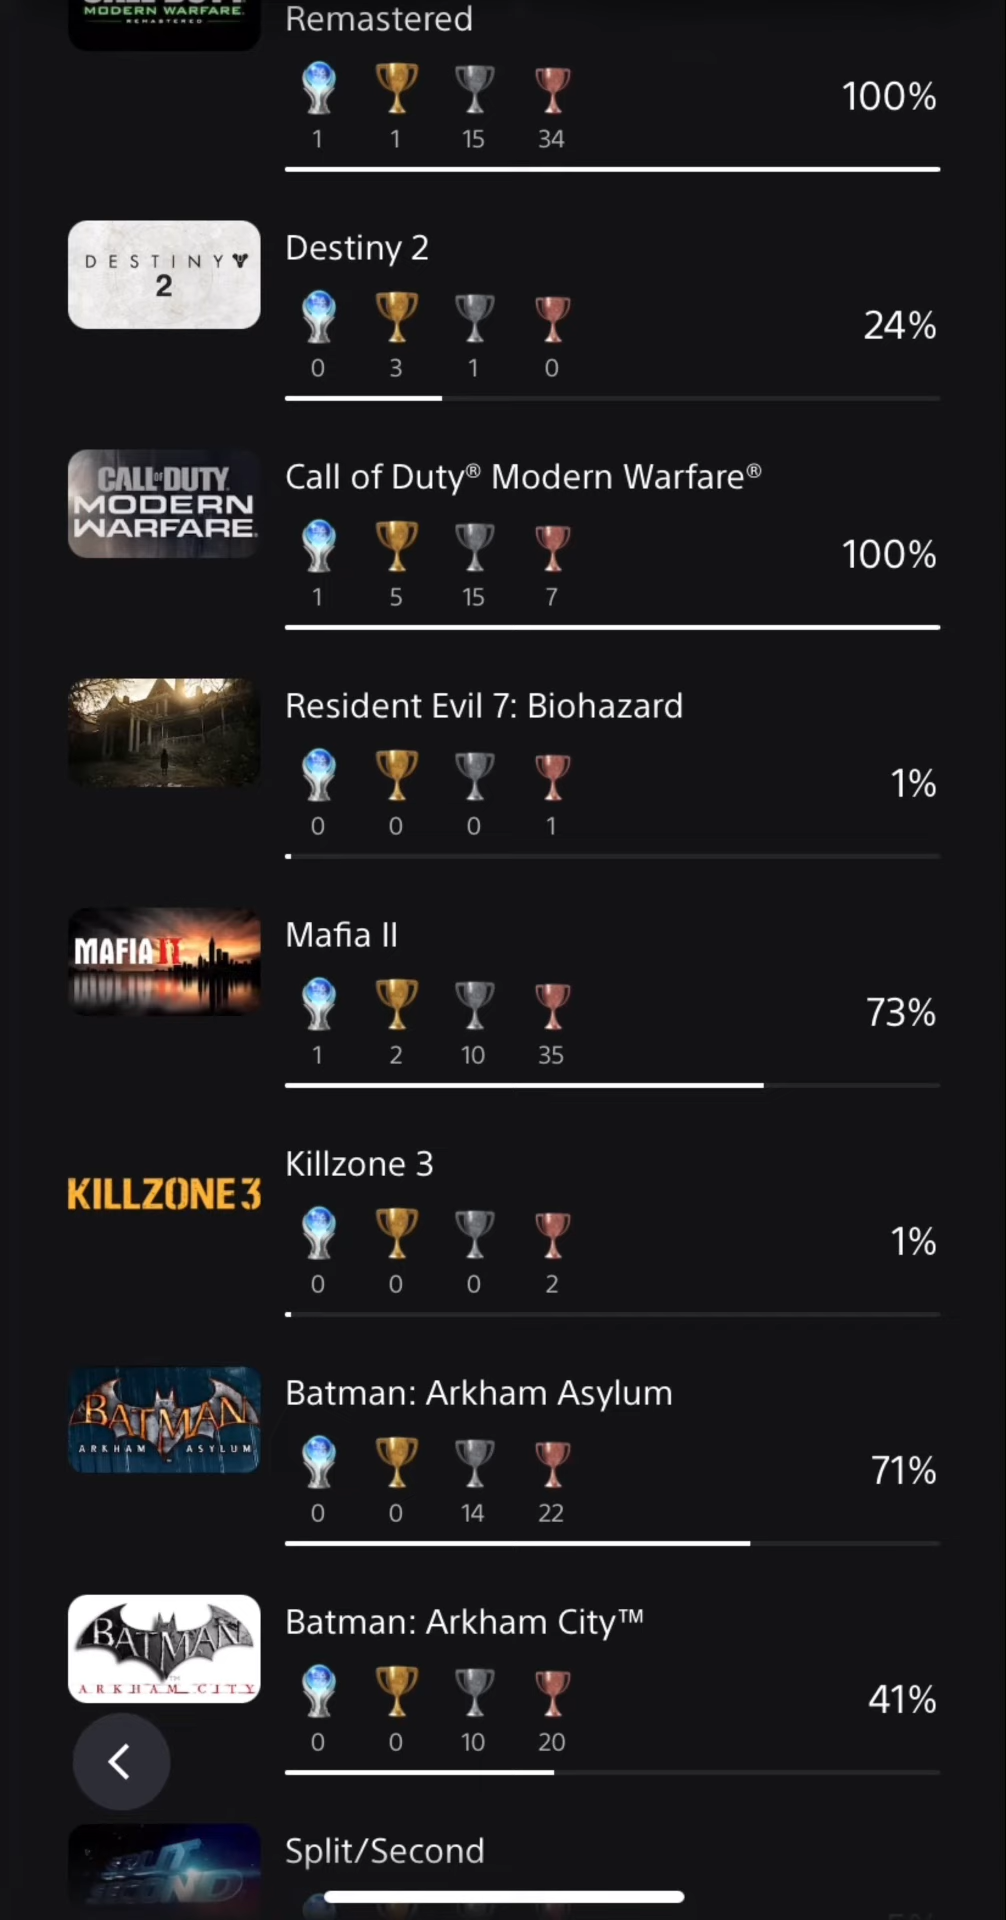 MODERN WARFARE.
REMASTERED
Remastered
1 1 15 34
100%
DESTINY
2
Destiny 2
0 3 1 0
24%
CALL OF DUTY
MODERN
WARFARE.
Call of Duty® Modern Warfare®
1 5 15 7
100%
Resident Evil 7: Biohazard
0 0 0 1
1%
MAFIA II
Mafia II
1 2 10 35
73%
KILLZONE 3
Killzone 3
0 0 0 2
1%
BATMAN
ARKHAM ASYLUM
Batman: Arkham Asylum
0 0 14 22
71%
BATMAN
™
ARKHAM CITY
Batman: Arkham City™
0 0 10 20
41%
SPLIT
SECOND
Split/Second